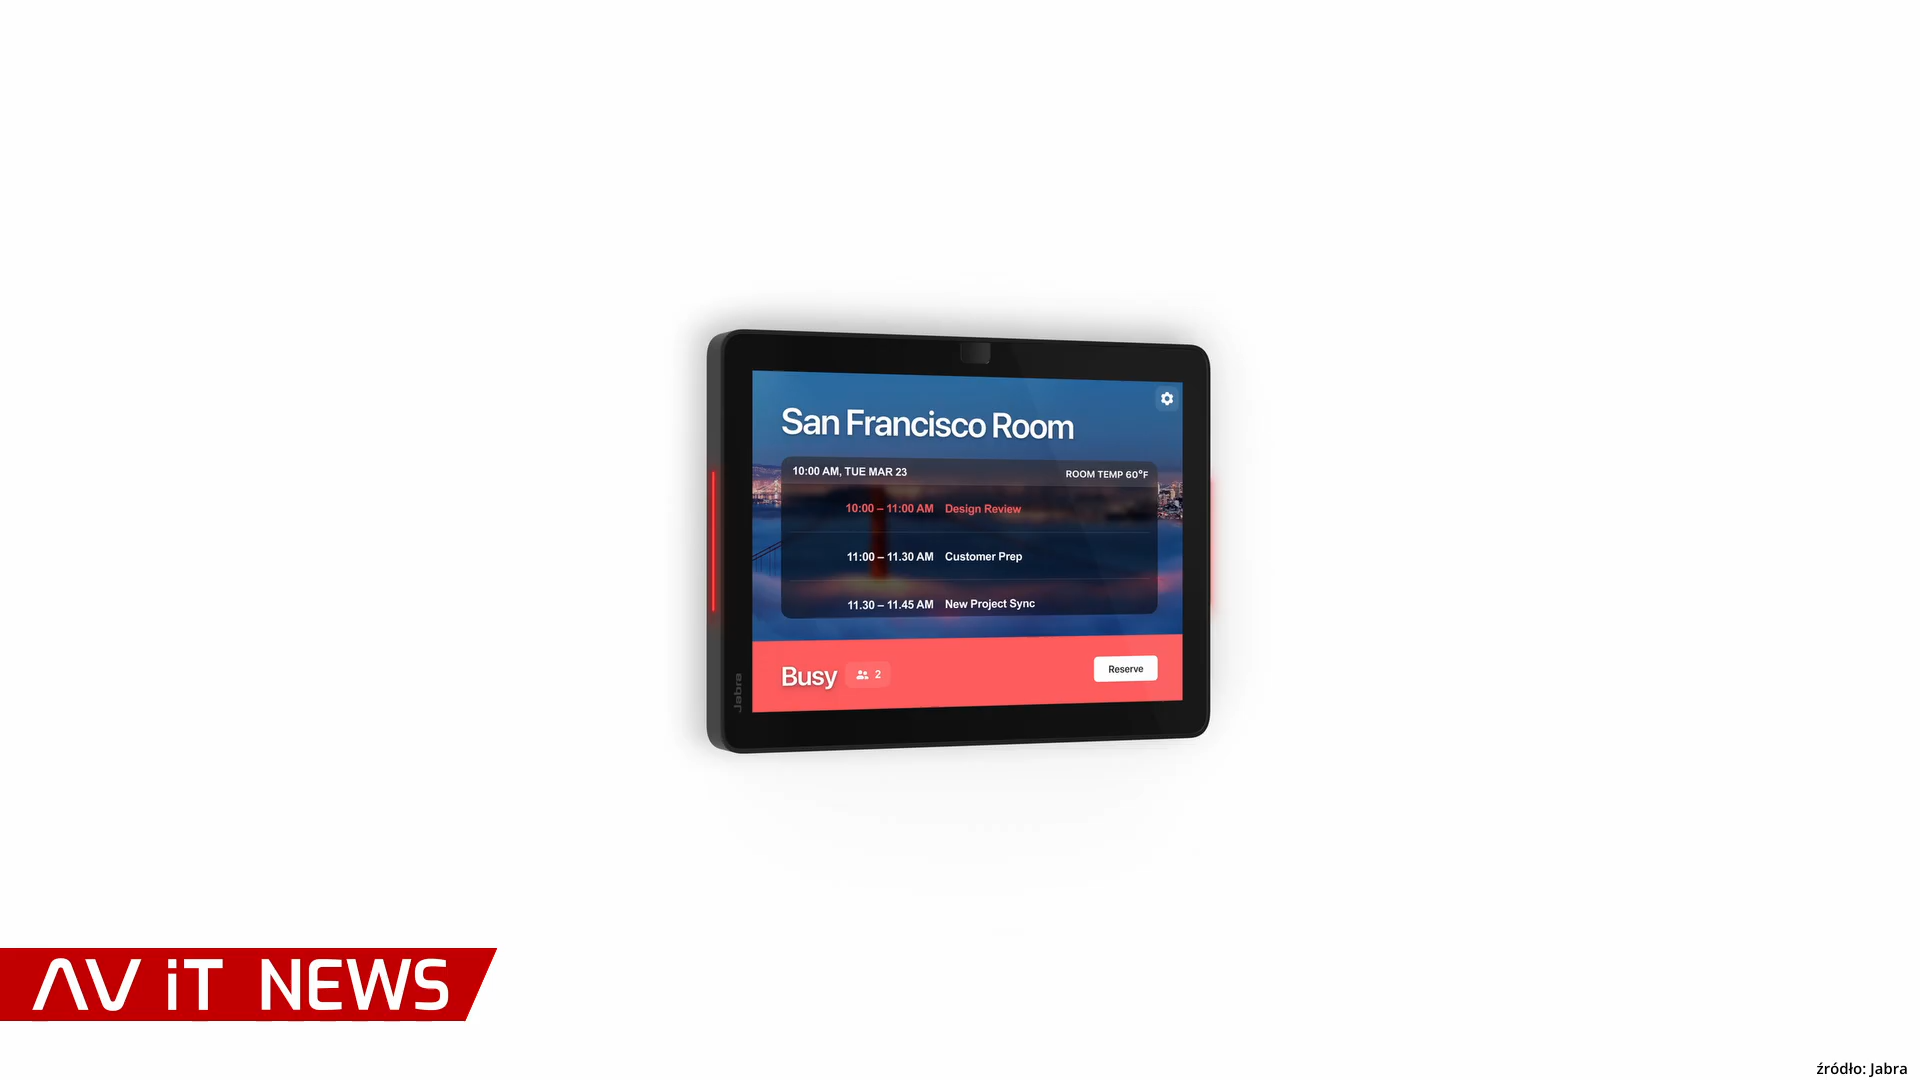 San Francisco Room
10:00 AM, TUE MAR 23 ROOM TEMP 60°F
10:00 – 11:00 AM Design Review
11:00 – 11.30 AM Customer Prep
11.30 – 11.45 AM New Project Sync
Busy 2 Reserve
Jabra
AV iT NEWS
źródło: Jabra